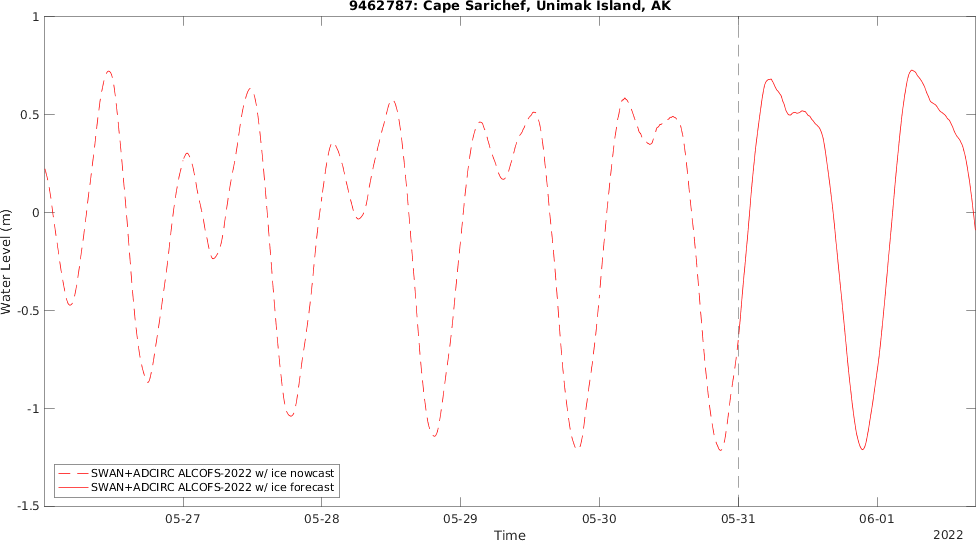 9462787: Cape Sarichef, Unimak Island, AK
Water Level (m)
1
0.5
0
-0.5
-1
-1.5
SWAN+ADCIRC ALCOFS-2022 w/ ice nowcast
SWAN+ADCIRC ALCOFS-2022 w/ ice forecast
05-27 05-28 05-29 05-30 05-31 06-01
Time
2022